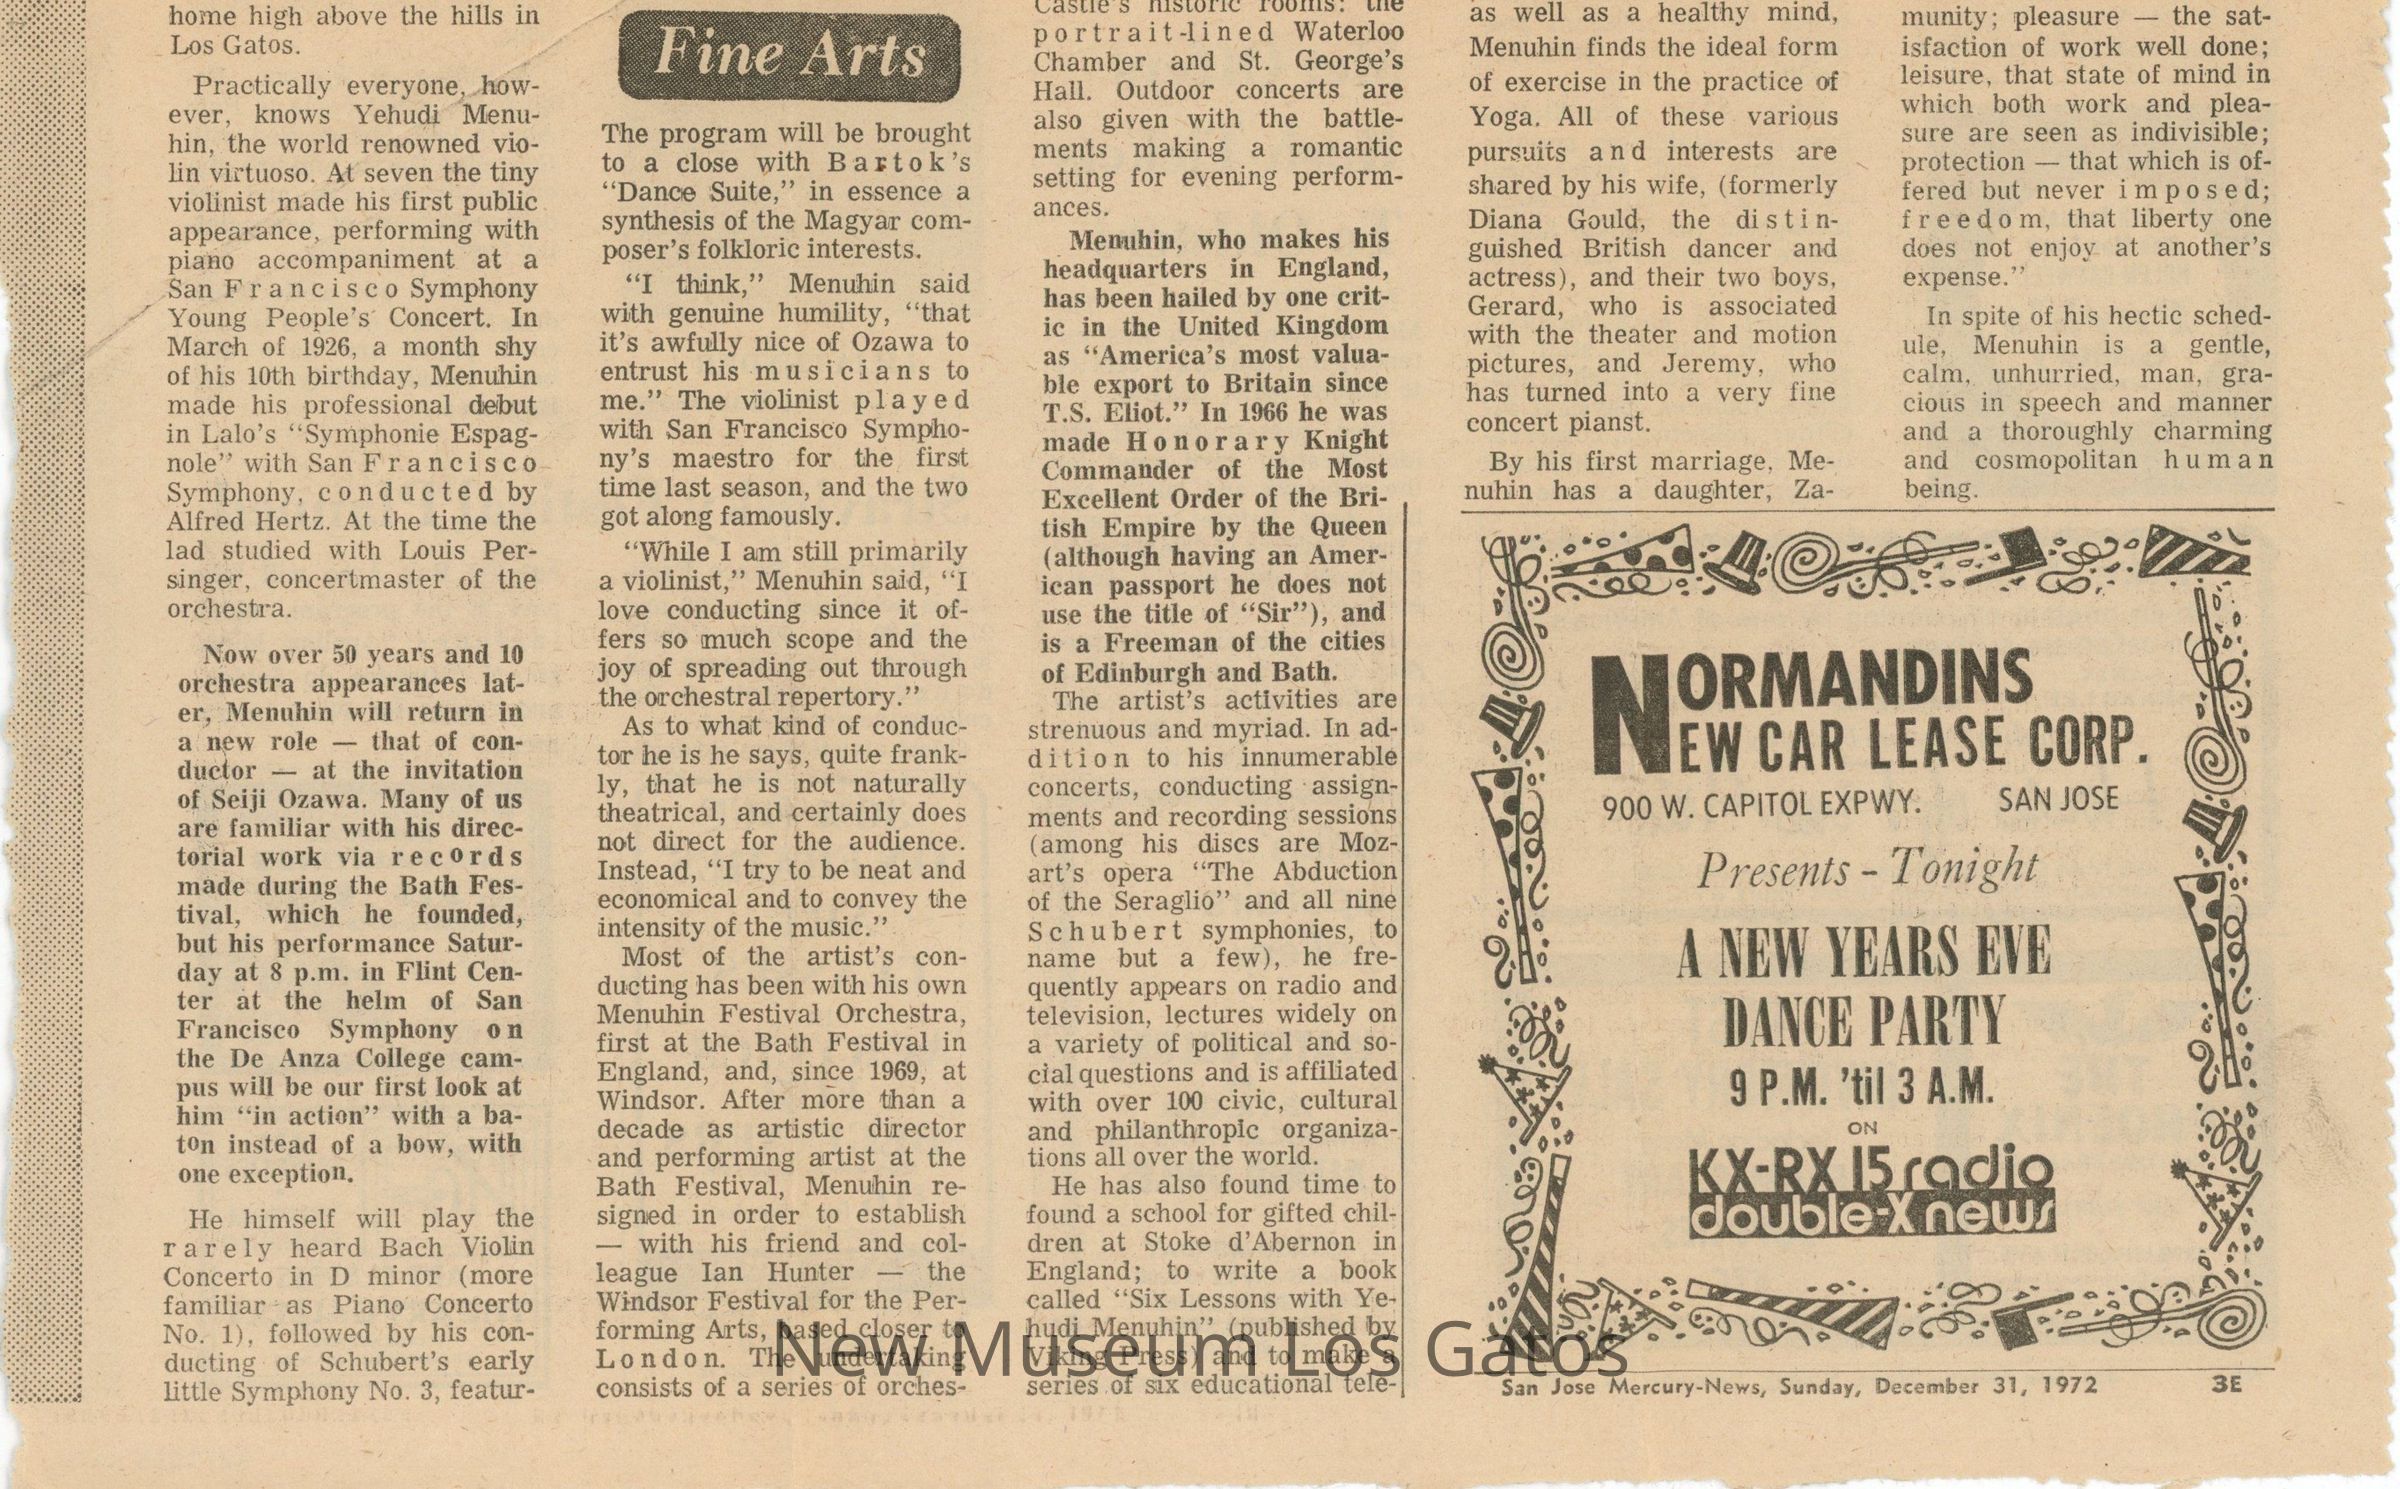 home high above the hills in
Los Gatos.
Practically everyone, how-
ever, knows Yehudi Menu-
hin, the world renowned vio-
lin virtuoso. At seven the tiny
violinist made his first public
appearance, performing with
piano accompaniment at a
San Francisco Symphony
Young People's Concert. In
March of 1926, a month shy
of his 10th birthday, Menuhin
made his professional debut
in Lalo's "Symphonie Espag-
nole" with San Francisco
Symphony, conducted by
Alfred Hertz. At the time the
lad studied with Louis Per-
singer, concertmaster of the
orchestra.
Now over 50 years and 10
orchestra appearances lat-
er, Menuhin will return in
a new role — that of con-
ductor — at the invitation
of Seiji Ozawa. Many of us
are familiar with his direc-
torial work via records
made during the Bath Fes-
tival, which he founded,
but his performance Satur-
day at 8 p.m. in Flint Cen-
ter at the helm of San
Francisco Symphony on
the De Anza College cam-
pus will be our first look at
him "in action" with a ba-
ton instead of a bow, with
one exception.
He himself will play the
rarely heard Bach Violin
Concerto in D minor (more
familiar as Piano Concerto
No. 1), followed by his con-
ducting of Schubert's early
little Symphony No. 3, featur-
Fine Arts
The program will be brought
to a close with Bartok's
"Dance Suite," in essence a
synthesis of the Magyar com-
poser's folkloric interests.
"I think," Menuhin said
with genuine humility, "that
it's awfully nice of Ozawa to
entrust his musicians to
me." The violinist played
with San Francisco Sympho-
ny's maestro for the first
time last season, and the two
got along famously.
"While I am still primarily
a violinist," Menuhin said, "I
love conducting since it of-
fers so much scope and the
joy of spreading out through
the orchestral repertory."
As to what kind of conduc-
tor he is he says, quite frank-
ly, that he is not naturally
theatrical, and certainly does
not direct for the audience.
Instead, "I try to be neat and
economical and to convey the
intensity of the music."
Most of the artist's con-
ducting has been with his own
Menuhin Festival Orchestra,
first at the Bath Festival in
England, and, since 1969, at
Windsor. After more than a
decade as artistic director
and performing artist at the
Bath Festival, Menuhin re-
signed in order to establish
— with his friend and col-
league Ian Hunter — the
Windsor Festival for the Per-
forming Arts, based closer to
London. The undertaking
consists of a series of orches-
Castle's historic rooms: the
portrait-lined Waterloo
Chamber and St. George's
Hall. Outdoor concerts are
also given with the battle-
ments making a romantic
setting for evening perform-
ances.
Menuhin, who makes his
headquarters in England,
has been hailed by one crit-
ic in the United Kingdom
as "America's most valua-
ble export to Britain since
T.S. Eliot." In 1966 he was
made Honorary Knight
Commander of the Most
Excellent Order of the Bri-
tish Empire by the Queen
(although having an Amer-
ican passport he does not
use the title of "Sir"), and
is a Freeman of the cities
of Edinburgh and Bath.
The artist's activities are
strenuous and myriad. In ad-
dition to his innumerable
concerts, conducting assign-
ments and recording sessions
(among his discs are Moz-
art's opera "The Abduction
of the Seraglio" and all nine
Schubert symphonies, to
name but a few), he fre-
quently appears on radio and
television, lectures widely on
a variety of political and so-
cial questions and is affiliated
with over 100 civic, cultural
and philanthropic organiza-
tions all over the world.
He has also found time to
found a school for gifted chil-
dren at Stoke d'Abernon in
England; to write a book
called "Six Lessons with Ye-
hudi Menuhin" (published by
Viking Press) and to make a
series of six educational tele-
as well as a healthy mind,
Menuhin finds the ideal form
of exercise in the practice of
Yoga. All of these various
pursuits and interests are
shared by his wife, (formerly
Diana Gould, the distin-
guished British dancer and
actress), and their two boys,
Gerard, who is associated
with the theater and motion
pictures, and Jeremy, who
has turned into a very fine
concert pianst.
By his first marriage, Me-
nuhin has a daughter, Za-
munity; pleasure — the sat-
isfaction of work well done;
leisure, that state of mind in
which both work and plea-
sure are seen as indivisible;
protection — that which is of-
fered but never imposed;
freedom, that liberty one
does not enjoy at another's
expense."
In spite of his hectic sched-
ule, Menuhin is a gentle,
calm, unhurried, man, gra-
cious in speech and manner
and a thoroughly charming
and cosmopolitan human
being.
NORMANDINS
NEW CAR LEASE CORP.
900 W. CAPITOL EXPWY. SAN JOSE
Presents - Tonight
A NEW YEARS EVE
DANCE PARTY
9 P.M. 'til 3 A.M.
ON
KX-RX 15 radio
double-X news
San Jose Mercury-News, Sunday, December 31, 1972 3E
New Museum Los Gatos